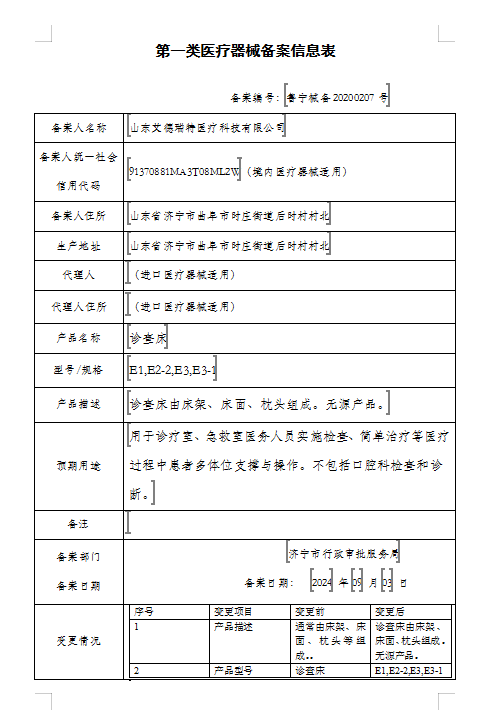 第一类医疗器械备案信息表
备案编号：鲁宁械备20200207 号
备案人名称 山东艾德瑞特医疗科技有限公司
备案人统一社会
信用代码 91370881MA3T08ML2W（境内医疗器械适用）
备案人住所 山东省济宁市曲阜市时庄街道后时村村北
生产地址 山东省济宁市曲阜市时庄街道后时村村北
代理人 （进口医疗器械适用）
代理人住所 （进口医疗器械适用）
产品名称 诊查床
型号/规格 E1,E2-2,E3,E3-1
产品描述 诊查床由床架、床面、枕头组成。无源产品。
预期用途 用于诊疗室、急救室医务人员实施检查、简单治疗等医疗
过程中患者多体位支撑与操作。不包括口腔科检查和诊
断。
备注
备案部门 济宁市行政审批服务局
备案日期 备案日期： 2024 年 09 月 03 日
变更情况
序号 变更项目 变更前 变更后
1 产品描述 通常由床架、床 诊查床由床架、
面、枕头等组 床面、枕头组成。
成。. 无源产品。
2 产品型号 诊查床 E1,E2-2,E3,E3-1